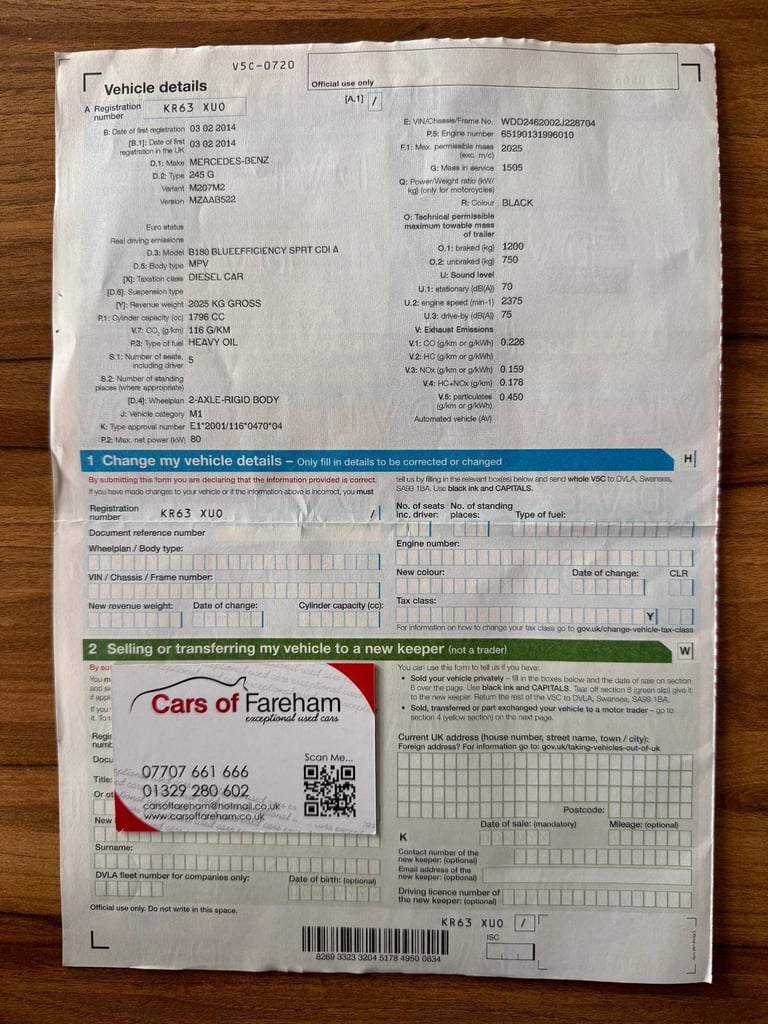 V5C-0720
Official use only
Vehicle details
A Registration number KR63 XUO
[A.1] /
B: Date of first registration 03 02 2014
[B.1]: Date of first registration in the UK 03 02 2014
D.1: Make MERCEDES-BENZ
D.2: Type 245 G
Variant M207M2
Version MZAAB522
Euro status
Real driving emissions
D.3: Model B180 BLUEEFFICIENCY SPRT CDI A
D.5: Body type MPV
[X]: Taxation class DIESEL CAR
[D.6]: Suspension type
[Y]: Revenue weight 2025 KG GROSS
P.1: Cylinder capacity (cc) 1796 CC
V.7: CO₂ (g/km) 116 G/KM
P.3: Type of fuel HEAVY OIL
S.1: Number of seats, including driver 5
S.2: Number of standing places (where appropriate)
[D.4]: Wheelplan 2-AXLE-RIGID BODY
J: Vehicle category M1
K: Type approval number E1*2001/116*0470*04
P.2: Max. net power (kW) 80
E: VIN/Chassis/Frame No. WDD2462002J228704
P.5: Engine number 65190131996010
F.1: Max. permissible mass (exc. m/c) 2025
G: Mass in service 1505
Q: Power/Weight ratio (kW/kg) (only for motorcycles)
R: Colour BLACK
O: Technical permissible maximum towable mass of trailer
O.1: braked (kg) 1200
O.2: unbraked (kg) 750
U: Sound level
U.1: stationary (dB(A)) 70
U.2: engine speed (min-1) 2375
U.3: drive-by (dB(A)) 75
V: Exhaust Emissions
V.1: CO (g/km or g/kWh) 0.226
V.2: HC (g/km or g/kWh)
V.3: NOx (g/km or g/kWh) 0.159
V.4: HC+NOx (g/km) 0.178
V.5: particulates (g/km or g/kWh) 0.450
Automated vehicle (AV)
1 Change my vehicle details – Only fill in details to be corrected or changed H
By submitting this form you are declaring that the information provided is correct.
If you have made changes to your vehicle or if the information above is incorrect, you must
tell us by filling in the relevant box(es) below and send whole V5C to DVLA, Swansea,
SA99 1BA. Use black ink and CAPITALS.
Registration number KR63 XUO /
Document reference number
Wheelplan / Body type:
VIN / Chassis / Frame number:
New revenue weight: Date of change: Cylinder capacity (cc):
No. of seats inc. driver: No. of standing places: Type of fuel:
Engine number:
New colour: Date of change: CLR
Tax class: Y
For information on how to change your tax class go to gov.uk/change-vehicle-tax-class
2 Selling or transferring my vehicle to a new keeper (not a trader) W
You can use this form to tell us if you have:
• Sold your vehicle privately – fill in the boxes below and the date of sale on section
6 over the page. Use black ink and CAPITALS. Tear off section 6 (green slip) give it
to the new keeper. Return the rest of the V5C to DVLA, Swansea, SA99 1BA.
• Sold, transferred or part exchanged your vehicle to a motor trader – go to
section 4 (yellow section) on the next page.
Cars of Fareham
exceptional used cars
Scan Me...
07707 661 666
01329 280 602
carsoffareham@hotmail.co.uk
www.carsoffareham.co.uk
Title:
New
Surname:
DVLA fleet number for companies only: Date of birth: (optional)
Current UK address (house number, street name, town / city):
Foreign address? For information go to: gov.uk/taking-vehicles-out-of-uk
Postcode:
Date of sale: (mandatory) Mileage: (optional)
K
Contact number of the new keeper: (optional)
Email address of the new keeper: (optional)
Driving licence number of the new keeper: (optional)
Official use only. Do not write in this space.
KR63 XUO /
ISC
8269 3323 3204 5178 4950 0834